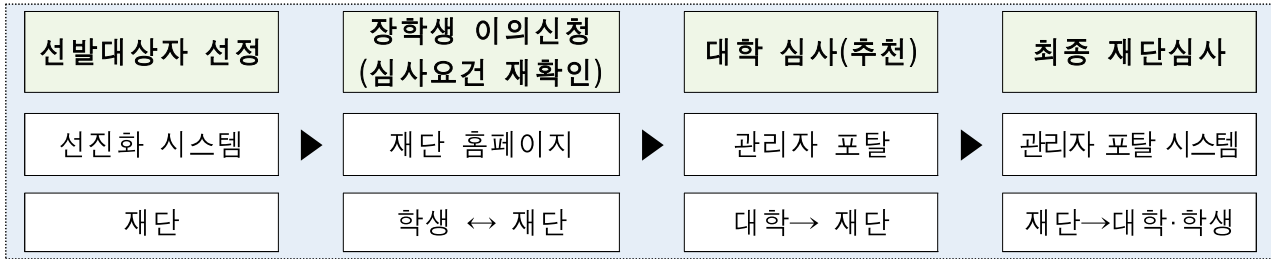 선발대상자 선정
장학생 이의신청
(심사요건 재확인)
대학 심사(추천)
최종 재단심사
선진화 시스템 ▶ 재단 홈페이지 ▶ 관리자 포탈 ▶ 관리자 포탈 시스템
재단
학생 ↔ 재단
대학→ 재단
재단→대학·학생